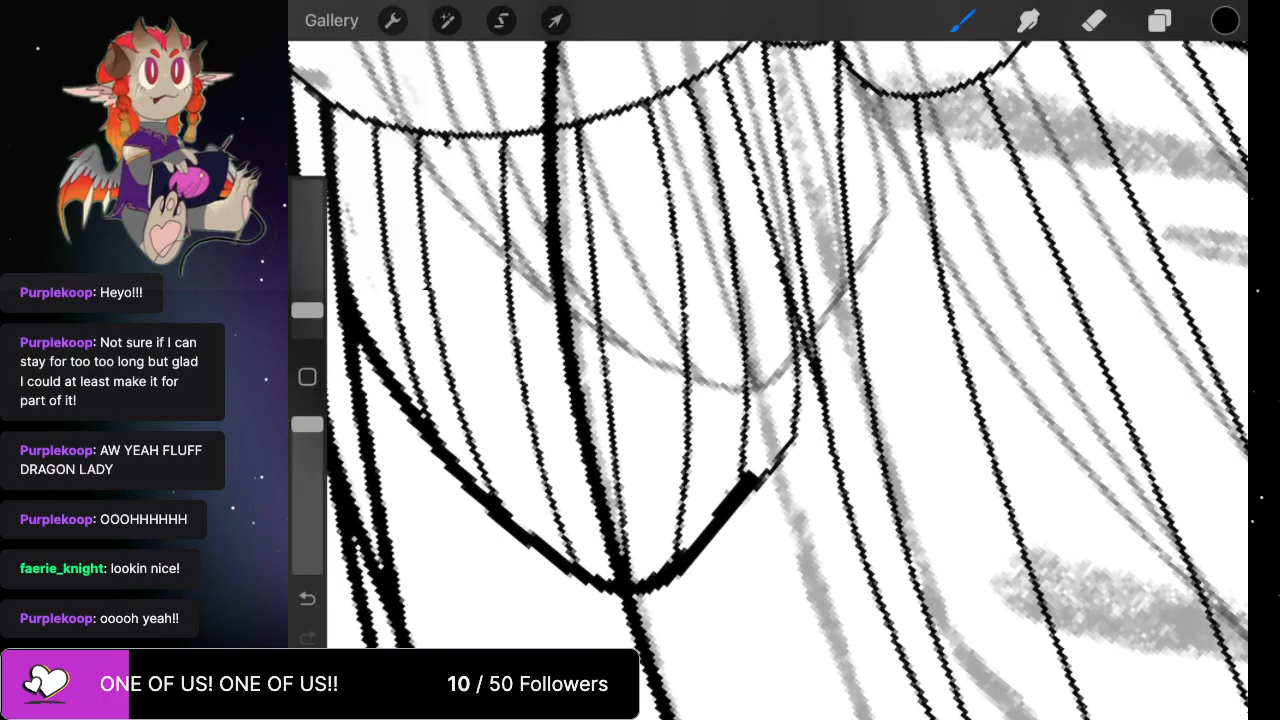 Gallery
Purplekoop: Heyo!!!
Purplekoop: Not sure if I can
stay for too too long but glad
I could at least make it for
part of it!
Purplekoop: AW YEAH FLUFF
DRAGON LADY
Purplekoop: OOOHHHHHH
faerie_knight: lookin nice!
Purplekoop: ooooh yeah!!
ONE OF US! ONE OF US!! 10 / 50 Followers